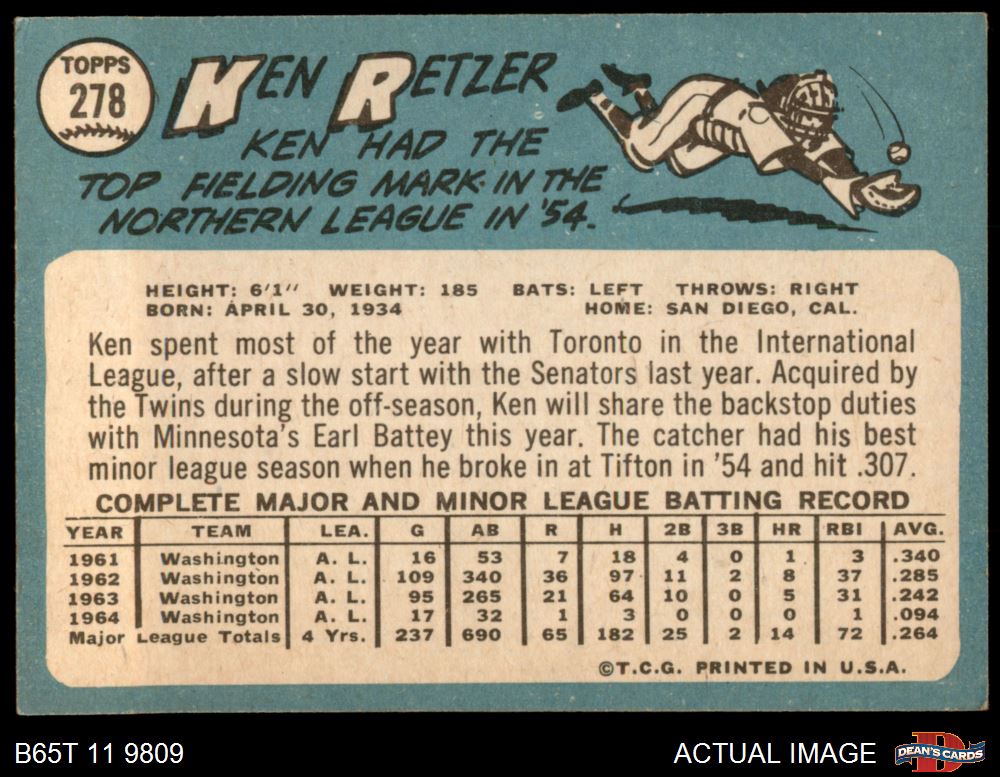 TOPPS
278
KEN RETZER
KEN HAD THE
TOP FIELDING MARK IN THE
NORTHERN LEAGUE IN '54.
HEIGHT: 6'1" WEIGHT: 185 BATS: LEFT THROWS: RIGHT
BORN: APRIL 30, 1934 HOME: SAN DIEGO, CAL.
Ken spent most of the year with Toronto in the International
League, after a slow start with the Senators last year. Acquired by
the Twins during the off-season, Ken will share the backstop duties
with Minnesota's Earl Battey this year. The catcher had his best
minor league season when he broke in at Tifton in '54 and hit .307.
COMPLETE MAJOR AND MINOR LEAGUE BATTING RECORD
YEAR TEAM LEA. G AB R H 2B 3B HR RBI AVG.
1961 Washington A. L. 16 53 7 18 4 0 1 3 .340
1962 Washington A. L. 109 340 36 97 11 2 8 37 .285
1963 Washington A. L. 95 265 21 64 10 0 5 31 .242
1964 Washington A. L. 17 32 1 3 0 0 0 1 .094
Major League Totals 4 Yrs. 237 690 65 182 25 2 14 72 .264
©T.C.G. PRINTED IN U.S.A.
B65T 11 9809 ACTUAL IMAGE DEAN'S CARDS